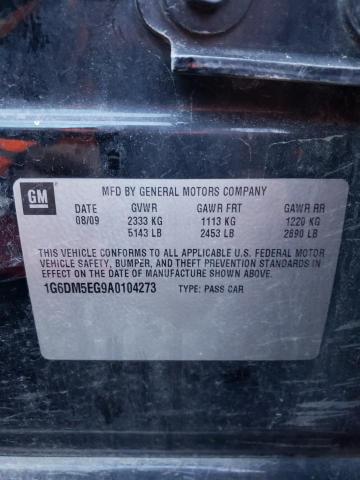 GM
MFD BY GENERAL MOTORS COMPANY
DATE GVWR GAWR FRT GAWR RR
08/09 2333 KG 1113 KG 1220 KG
5143 LB 2453 LB 2690 LB
THIS VEHICLE CONFORMS TO ALL APPLICABLE U.S. FEDERAL MOTOR
VEHICLE SAFETY, BUMPER, AND THEFT PREVENTION STANDARDS IN
EFFECT ON THE DATE OF MANUFACTURE SHOWN ABOVE.
1G6DM5EG9A0104273 TYPE: PASS CAR